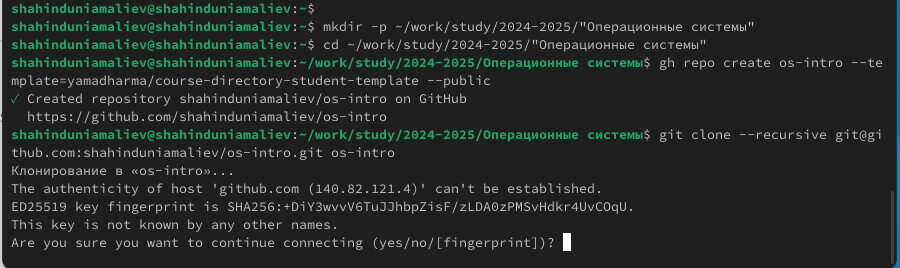 shahinduniamaliev@shahinduniamaliev:~$
shahinduniamaliev@shahinduniamaliev:~$ mkdir -p ~/work/study/2024-2025/"Операционные системы"
shahinduniamaliev@shahinduniamaliev:~$ cd ~/work/study/2024-2025/"Операционные системы"
shahinduniamaliev@shahinduniamaliev:~/work/study/2024-2025/Операционные системы$ gh repo create os-intro --te
mplate=yamadharma/course-directory-student-template --public
✓ Created repository shahinduniamaliev/os-intro on GitHub
https://github.com/shahinduniamaliev/os-intro
shahinduniamaliev@shahinduniamaliev:~/work/study/2024-2025/Операционные системы$ git clone --recursive git@gi
thub.com:shahinduniamaliev/os-intro.git os-intro
Клонирование в «os-intro»...
The authenticity of host 'github.com (140.82.121.4)' can't be established.
ED25519 key fingerprint is SHA256:+DiY3wvvV6TuJJhbpZisF/zLDA0zPMSvHdkr4UvCOqU.
This key is not known by any other names.
Are you sure you want to continue connecting (yes/no/[fingerprint])?